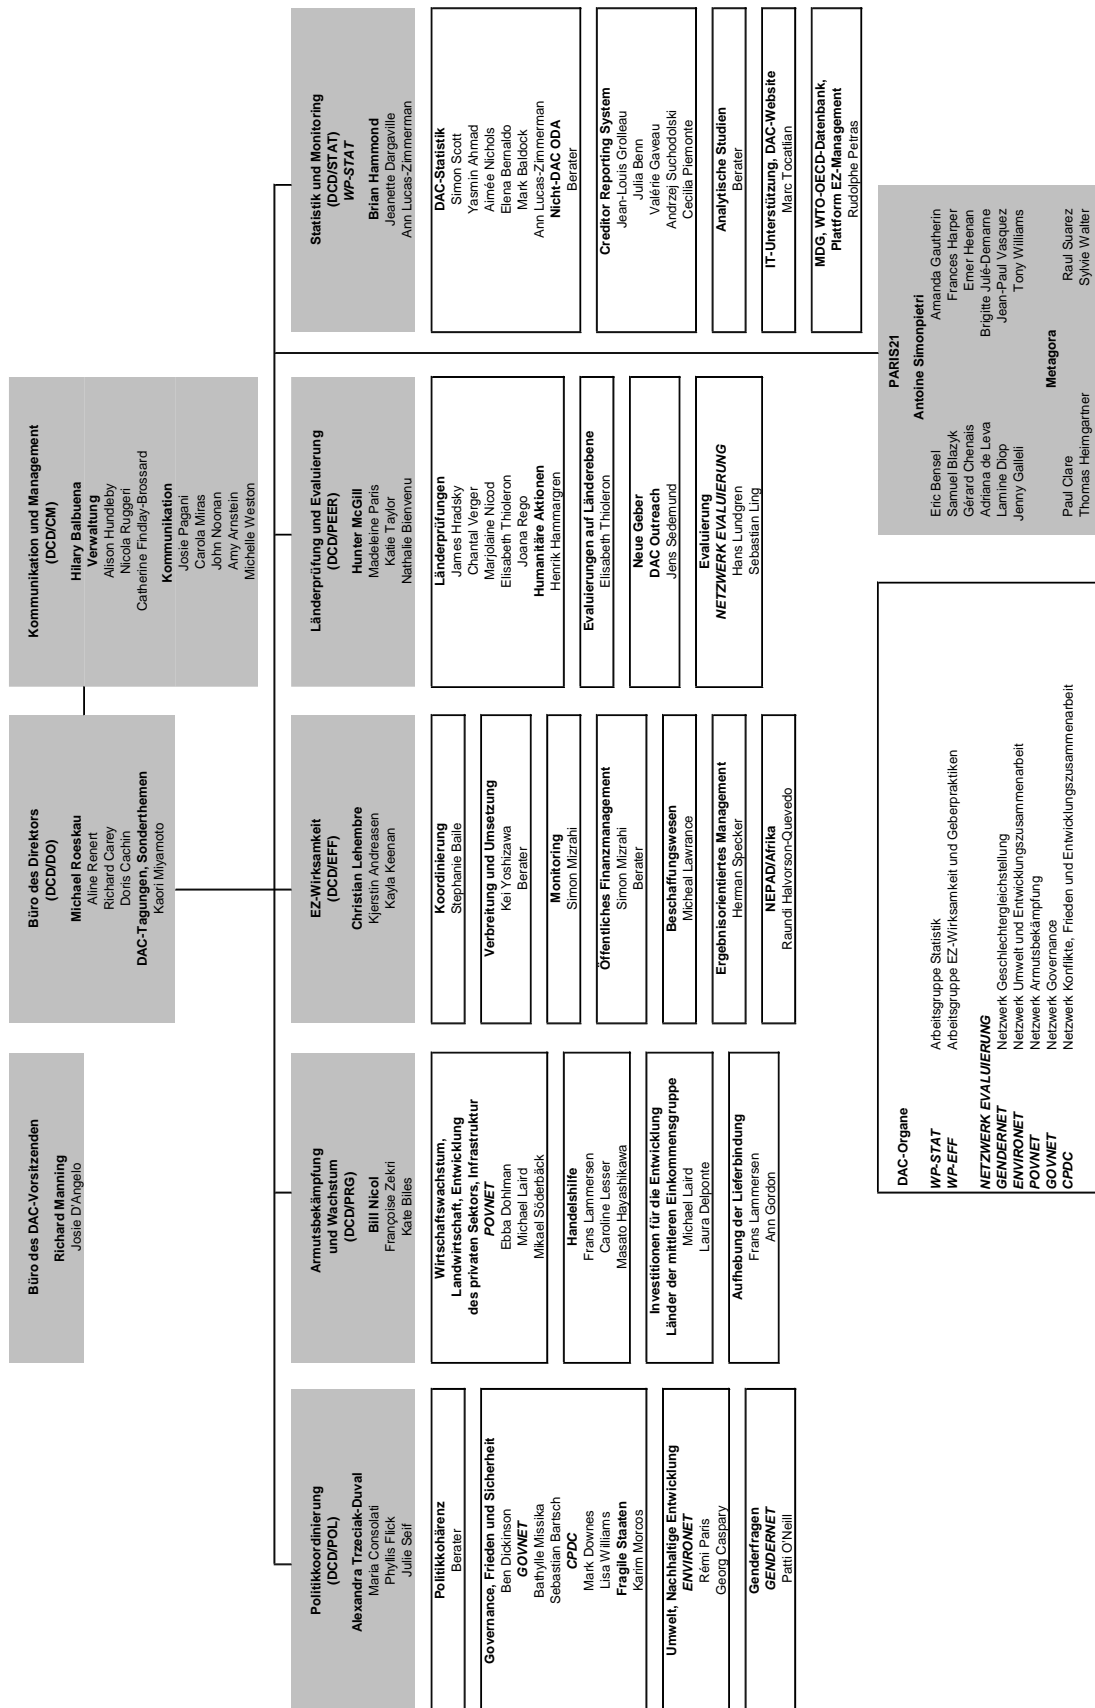 Büro des DAC-Vorsitzenden
Richard Manning
Josie D'Angelo
Büro des Direktors
(DCD/DO)
Michael Roeskau
Aline Renert
Richard Carey
Doris Cachin
DAC-Tagungen, Sonderthemen
Kaori Miyamoto
Kommunikation und Management
(DCD/CM)
Hilary Balbuena
Verwaltung
Alison Hundleby
Nicola Ruggeri
Catherine Findlay-Brossard
Kommunikation
Josie Pagani
Carola Miras
John Noonan
Amy Arnstein
Michelle Weston
Politikkoordinierung
(DCD/POL)
Alexandra Trzeciak-Duval
Maria Consolati
Phyllis Flick
Julie Seif
Politikkohärenz
Berater
Governance, Frieden und Sicherheit
Ben Dickinson
GOVNET
Bathylle Missika
Sebastian Bartsch
CPDC
Mark Downes
Lisa Williams
Fragile Staaten
Karim Morcos
Umwelt, Nachhaltige Entwicklung
ENVIRONET
Rémi Paris
Georg Caspary
Genderfragen
GENDERNET
Patti O'Neill
Armutsbekämpfung
und Wachstum
(DCD/PRG)
Bill Nicol
Françoise Zekri
Kate Biles
Wirtschaftswachstum,
Landwirtschaft, Entwicklung
des privaten Sektors, Infrastruktur
POVNET
Ebba Dohlman
Michael Laird
Mikael Söderbäck
Handelshilfe
Frans Lammersen
Caroline Lesser
Masato Hayashikawa
Investitionen für die Entwicklung
Länder der mittleren Einkommensgruppe
Michael Laird
Laura Delponte
Aufhebung der Lieferbindung
Frans Lammersen
Ann Gordon
EZ-Wirksamkeit
(DCD/EFF)
Christian Lehembre
Kjerstin Andreasen
Kayla Keenan
Koordinierung
Stephanie Baile
Verbreitung und Umsetzung
Kei Yoshizawa
Berater
Monitoring
Simon Mizrahi
Öffentliches Finanzmanagement
Simon Mizrahi
Berater
Beschaffungswesen
Micheal Lawrance
Ergebnisorientiertes Management
Herman Specker
NEPAD/Afrika
Raundi Halvorson-Quevedo
Länderprüfung und Evaluierung
(DCD/PEER)
Hunter McGill
Madeleine Paris
Katie Taylor
Nathalie Bienvenu
Länderprüfungen
James Hradsky
Chantal Verger
Marjolaine Nicod
Elisabeth Thioleron
Joana Rego
Humanitäre Aktionen
Henrik Hammargren
Evaluierungen auf Länderebene
Elisabeth Thioleron
Neue Geber
DAC Outreach
Jens Sedemund
Evaluierung
NETZWERK EVALUIERUNG
Hans Lundgren
Sebastian Ling
Statistik und Monitoring
(DCD/STAT)
WP-STAT
Brian Hammond
Jeanette Dargaville
Ann Lucas-Zimmerman
DAC-Statistik
Simon Scott
Yasmin Ahmad
Aimée Nichols
Elena Bernaldo
Mark Baldock
Ann Lucas-Zimmerman
Nicht-DAC ODA
Berater
Creditor Reporting System
Jean-Louis Grolleau
Julia Benn
Valérie Gaveau
Andrzej Suchodolski
Cecilia Piemonte
Analytische Studien
Berater
IT-Unterstützung, DAC-Website
Marc Tocatlian
MDG, WTO-OECD-Datenbank,
Plattform EZ-Management
Rudolphe Petras
DAC-Organe
WP-STAT Arbeitsgruppe Statistik
WP-EFF Arbeitsgruppe EZ-Wirksamkeit und Geberpraktiken
NETZWERK EVALUIERUNG
GENDERNET Netzwerk Geschlechtergleichstellung
ENVIRONET Netzwerk Umwelt und Entwicklungszusammenarbeit
POVNET Netzwerk Armutsbekämpfung
GOVNET Netzwerk Governance
CPDC Netzwerk Konflikte, Frieden und Entwicklungszusammenarbeit
PARIS21
Antoine Simonpietri
Eric Bensel Amanda Gautherin
Samuel Blazyk Frances Harper
Gérard Chenais Emer Heenan
Adriana de Leva Brigitte Julé-Demarne
Lamine Diop Jean-Paul Vasquez
Jenny Galleli Tony Williams
Metagora
Paul Clare Raul Suarez
Thomas Heimgartner Sylvie Walter